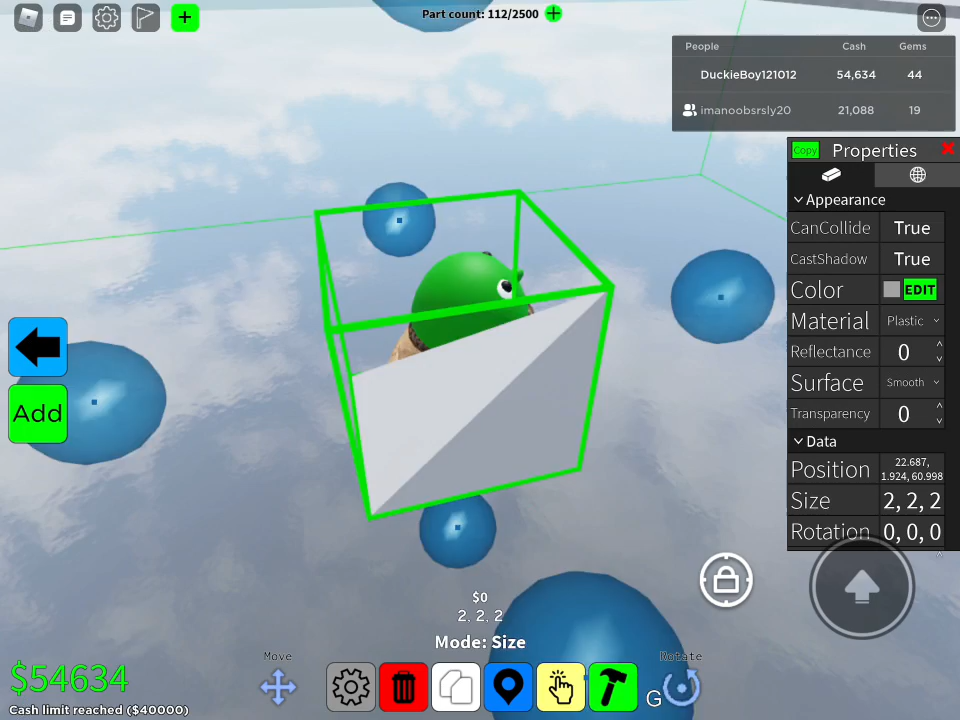 Part count: 112/2500
People Cash Gems
DuckieBoy121012 54,634 44
imanoobsrsly20 21,088 19
Copy Properties
Appearance
CanCollide True
CastShadow True
Color EDIT
Material Plastic
Reflectance 0
Surface Smooth
Transparency 0
Data
Position 22.687,
1.924, 60.998
Size 2, 2, 2
Rotation 0, 0, 0
Add
$0
2, 2, 2
Mode: Size
Move
Rotate
G
$54634
Cash limit reached ($40000)